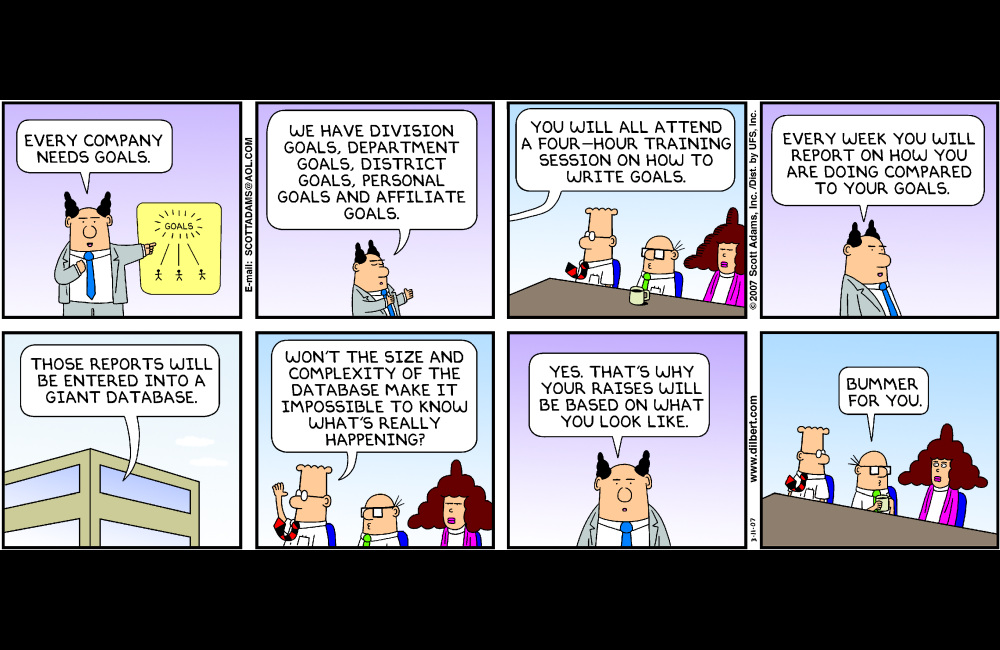 EVERY COMPANY
NEEDS GOALS.
GOALS
E-mail: SCOTTADAMS@AOL.COM
WE HAVE DIVISION
GOALS, DEPARTMENT
GOALS, DISTRICT
GOALS, PERSONAL
GOALS AND AFFILIATE
GOALS.
YOU WILL ALL ATTEND
A FOUR-HOUR TRAINING
SESSION ON HOW TO
WRITE GOALS.
© 2007 Scott Adams, Inc. /Dist. by UFS, Inc.
EVERY WEEK YOU WILL
REPORT ON HOW YOU
ARE DOING COMPARED
TO YOUR GOALS.
THOSE REPORTS WILL
BE ENTERED INTO A
GIANT DATABASE.
WON'T THE SIZE AND
COMPLEXITY OF THE
DATABASE MAKE IT
IMPOSSIBLE TO KNOW
WHAT'S REALLY
HAPPENING?
YES. THAT'S WHY
YOUR RAISES WILL
BE BASED ON WHAT
YOU LOOK LIKE.
www.dilbert.com
3-11-07
BUMMER
FOR YOU.